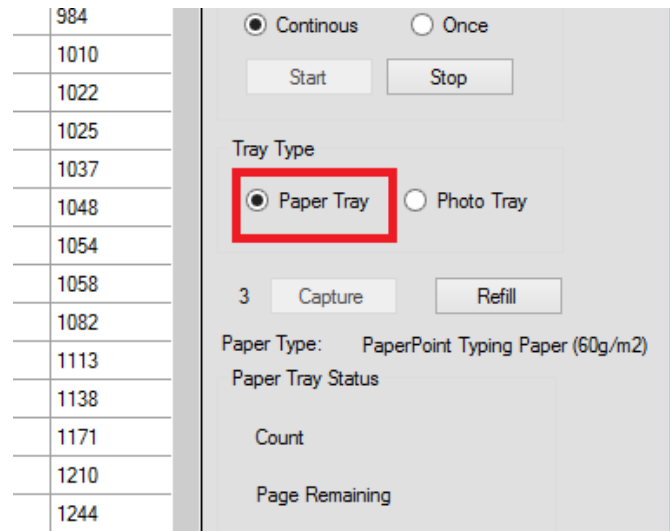 984
1010
1022
1025
1037
1048
1054
1058
1082
1113
1138
1171
1210
1244
Continous Once
Start Stop
Tray Type
Paper Tray Photo Tray
3 Capture Refill
Paper Type: PaperPoint Typing Paper (60g/m2)
Paper Tray Status
Count
Page Remaining